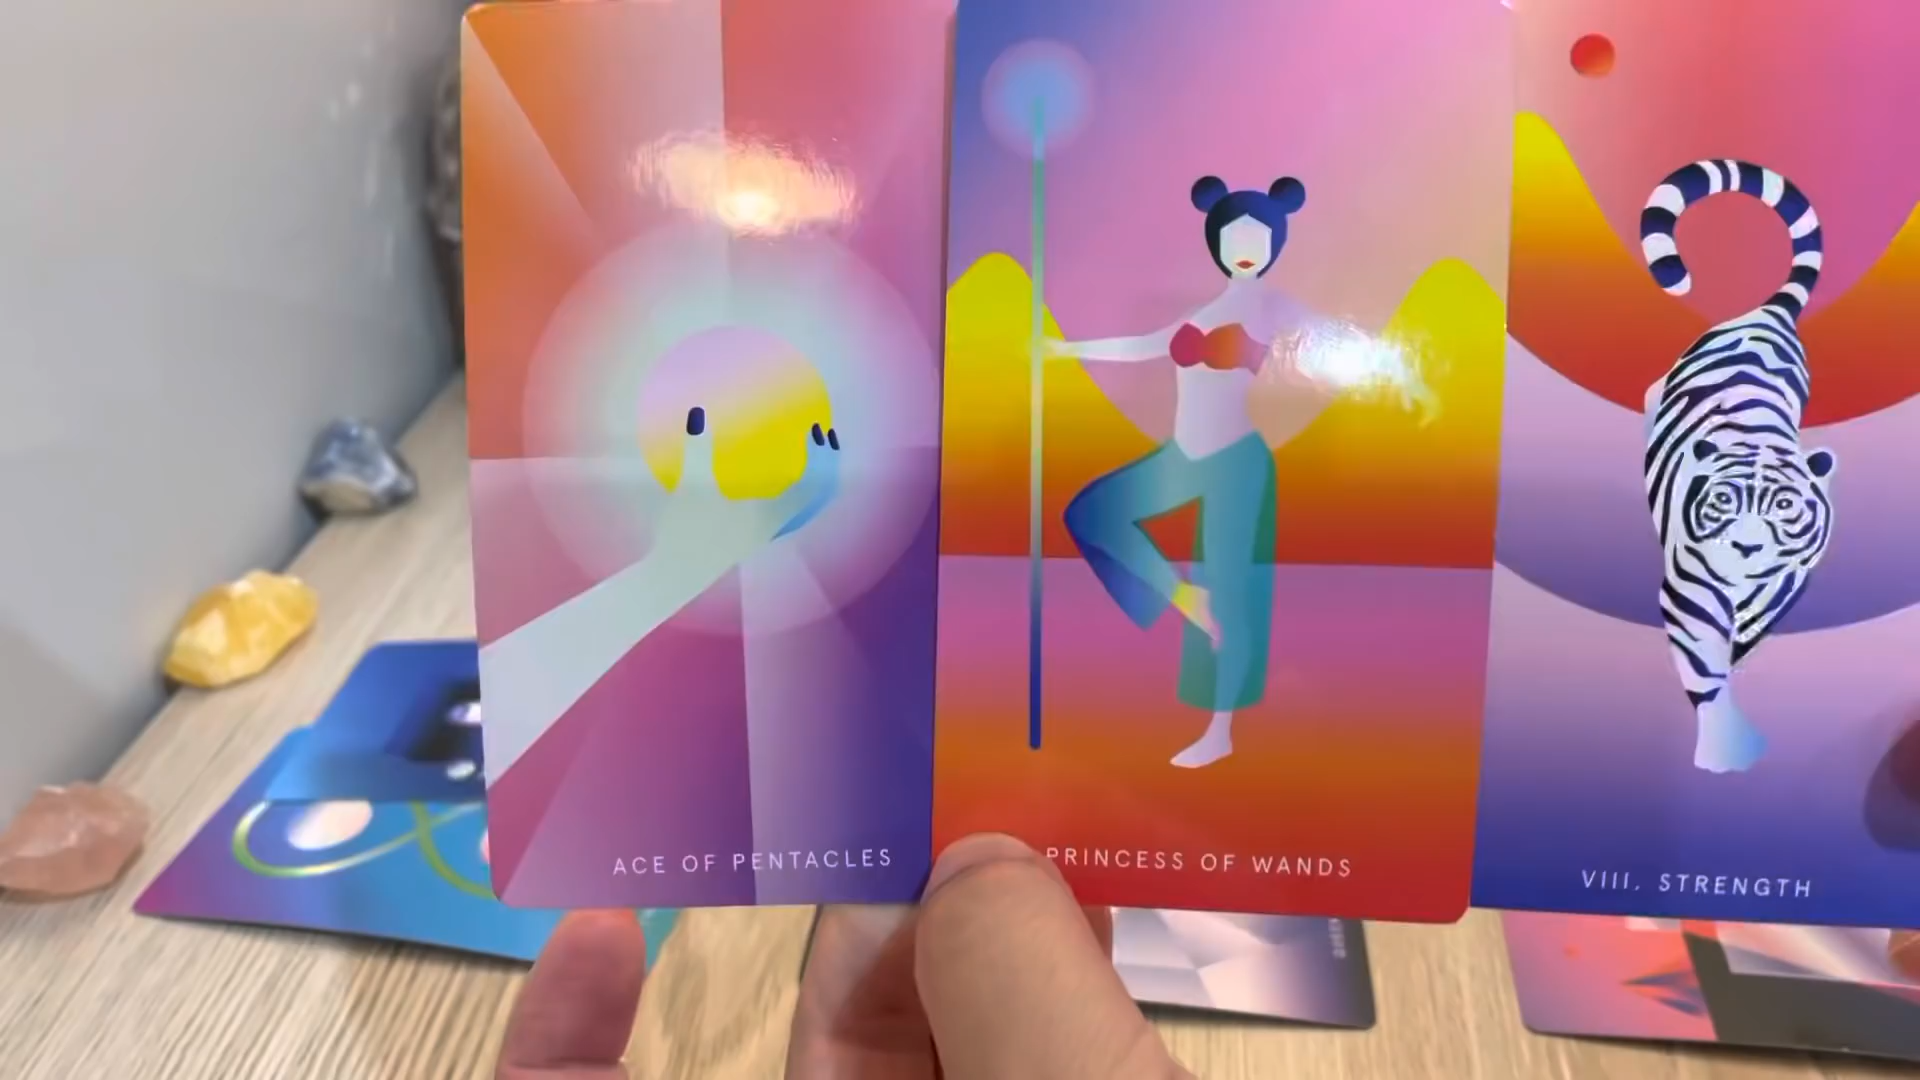 ACE OF PENTACLES
PRINCESS OF WANDS
VIII. STRENGTH